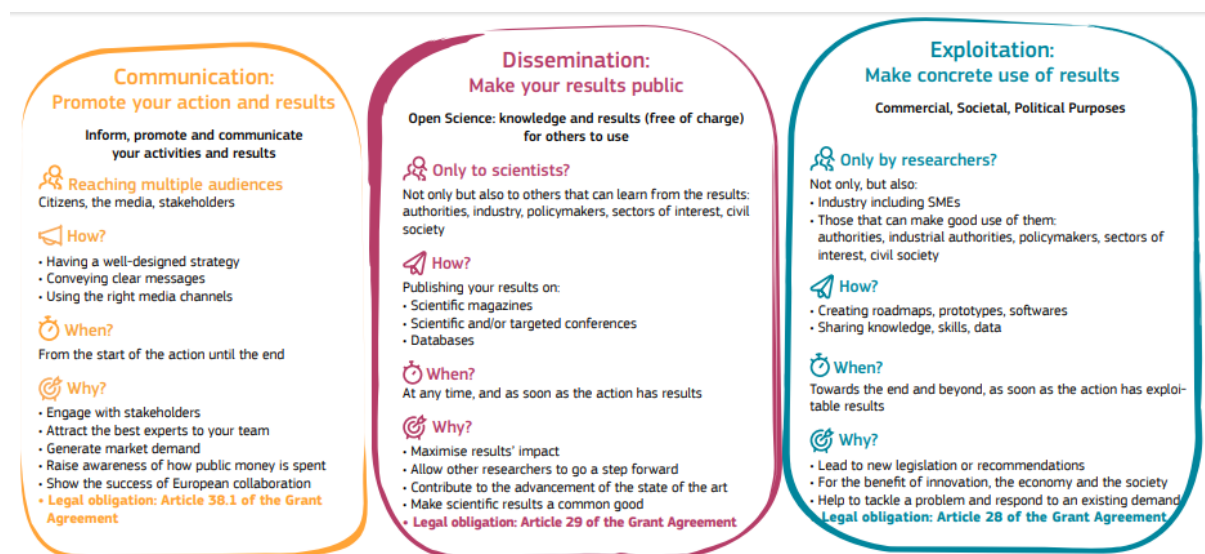 Communication:
Promote your action and results
Inform, promote and communicate
your activities and results
Reaching multiple audiences
Citizens, the media, stakeholders
How?
• Having a well-designed strategy
• Conveying clear messages
• Using the right media channels
When?
From the start of the action until the end
Why?
• Engage with stakeholders
• Attract the best experts to your team
• Generate market demand
• Raise awareness of how public money is spent
• Show the success of European collaboration
• Legal obligation: Article 38.1 of the Grant
Agreement
Dissemination:
Make your results public
Open Science: knowledge and results (free of charge)
for others to use
Only to scientists?
Not only but also to others that can learn from the results:
authorities, industry, policymakers, sectors of interest, civil
society
How?
Publishing your results on:
• Scientific magazines
• Scientific and/or targeted conferences
• Databases
When?
At any time, and as soon as the action has results
Why?
• Maximise results' impact
• Allow other researchers to go a step forward
• Contribute to the advancement of the state of the art
• Make scientific results a common good
• Legal obligation: Article 29 of the Grant Agreement
Exploitation:
Make concrete use of results
Commercial, Societal, Political Purposes
Only by researchers?
Not only, but also:
• Industry including SMEs
• Those that can make good use of them:
authorities, industrial authorities, policymakers, sectors of
interest, civil society
How?
• Creating roadmaps, prototypes, softwares
• Sharing knowledge, skills, data
When?
Towards the end and beyond, as soon as the action has exploi-
table results
Why?
• Lead to new legislation or recommendations
• For the benefit of innovation, the economy and the society
• Help to tackle a problem and respond to an existing demand
Legal obligation: Article 28 of the Grant Agreement